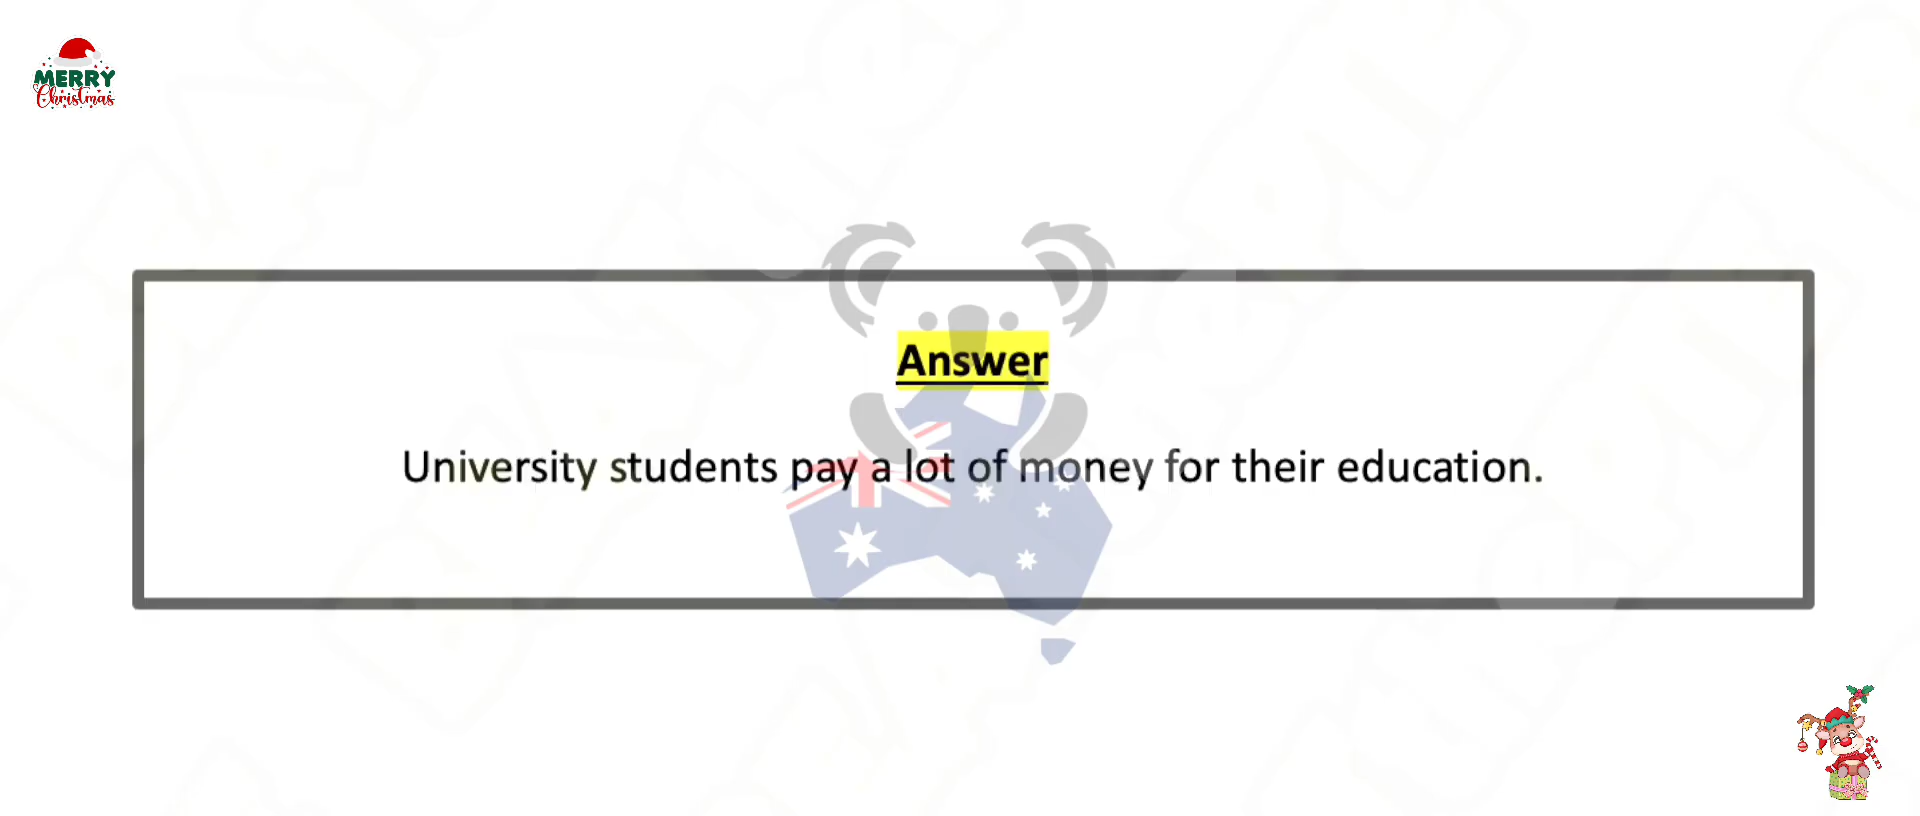 MERRY
Christmas
Answer
University students pay a lot of money for their education.